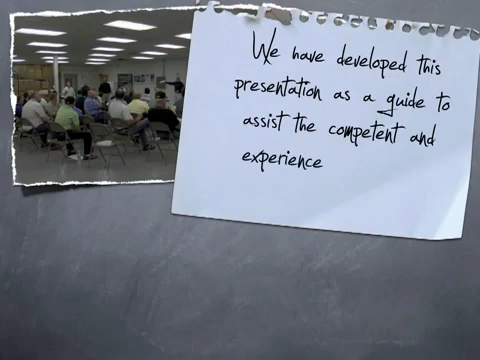 We have developed this
presentation as a guide to
assist the competent and
experience